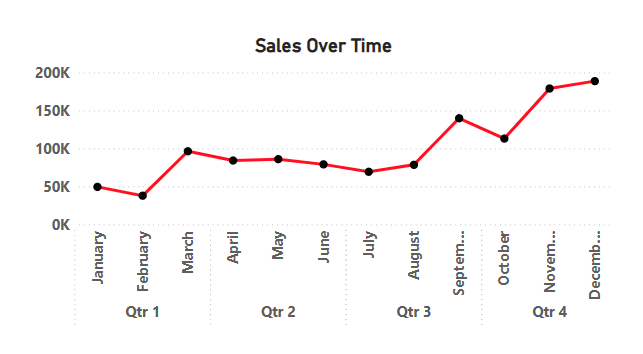 Sales Over Time
200K
150K
100K
50K
0K
January
February
March
April
May
June
July
August
Septem...
October
Novem...
Decemb...
Qtr 1
Qtr 2
Qtr 3
Qtr 4